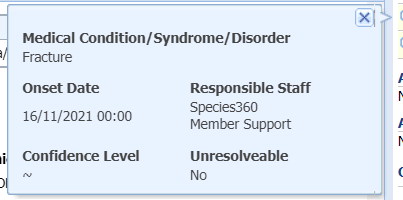 Medical Condition/Syndrome/Disorder
Fracture
Onset Date
16/11/2021 00:00
Responsible Staff
Species360
Member Support
Confidence Level
~
Unresolveable
No